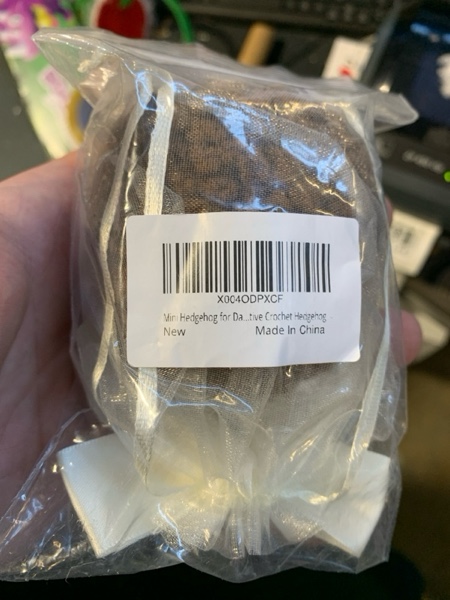 X004ODPXCF
Mini Hedgehog for Da...tive Crochet Hedgehog
New Made In China